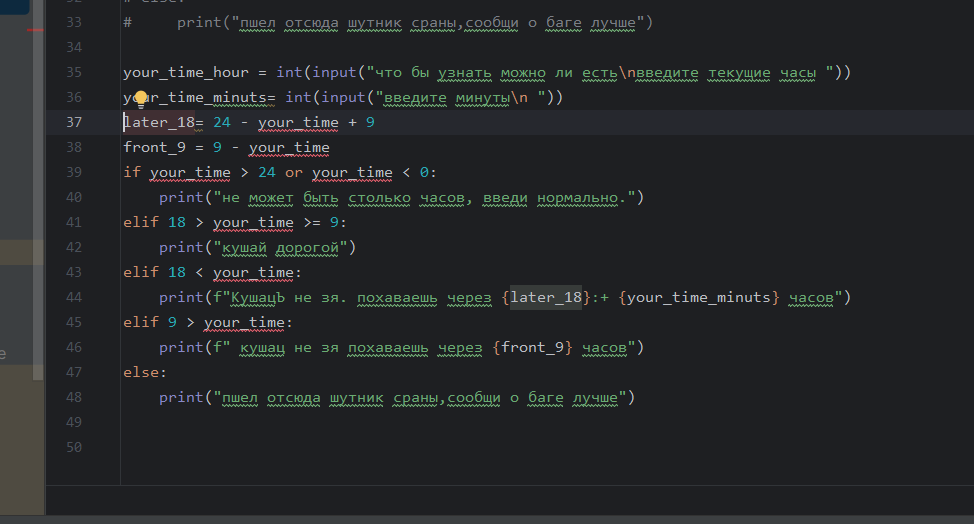 33 #     print("пшел отсюда шутник сраны,сообщи о баге лучше")
34
35 your_time_hour = int(input("что бы узнать можно ли есть\nвведите текущие часы "))
36 your_time_minuts= int(input("введите минуты\n "))
37 later_18= 24 - your_time + 9
38 front_9 = 9 - your_time
39 if your_time > 24 or your_time < 0:
40     print("не может быть столько часов, введи нормально.")
41 elif 18 > your_time >= 9:
42     print("кушай дорогой")
43 elif 18 < your_time:
44     print(f"КушацЬ не зя. похаваешь через {later_18}:+ {your_time_minuts} часов")
45 elif 9 > your_time:
46     print(f" кушац не зя похаваешь через {front_9} часов")
47 else:
48     print("пшел отсюда шутник сраны,сообщи о баге лучше")
49
50